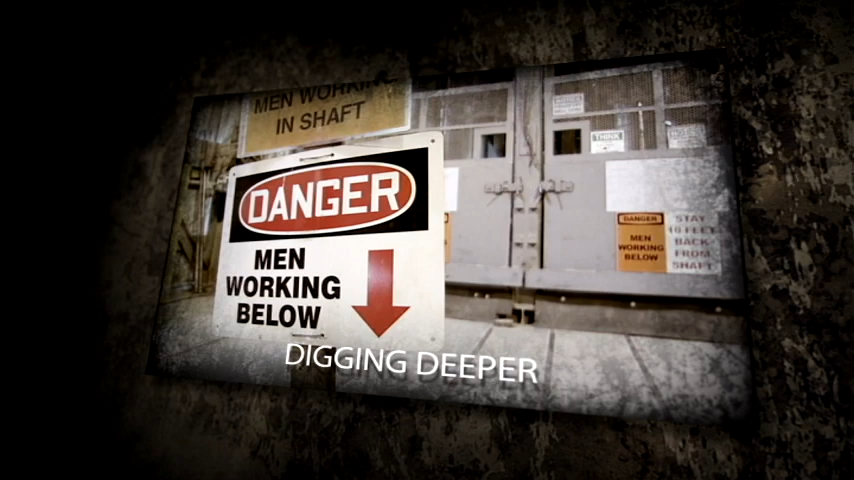 MEN WORKING
IN SHAFT
DANGER
MEN
WORKING
BELOW
THINK
DANGER
MEN
WORKING
BELOW
STAY
10 FEET
BACK
FROM
SHAFT
DIGGING DEEPER